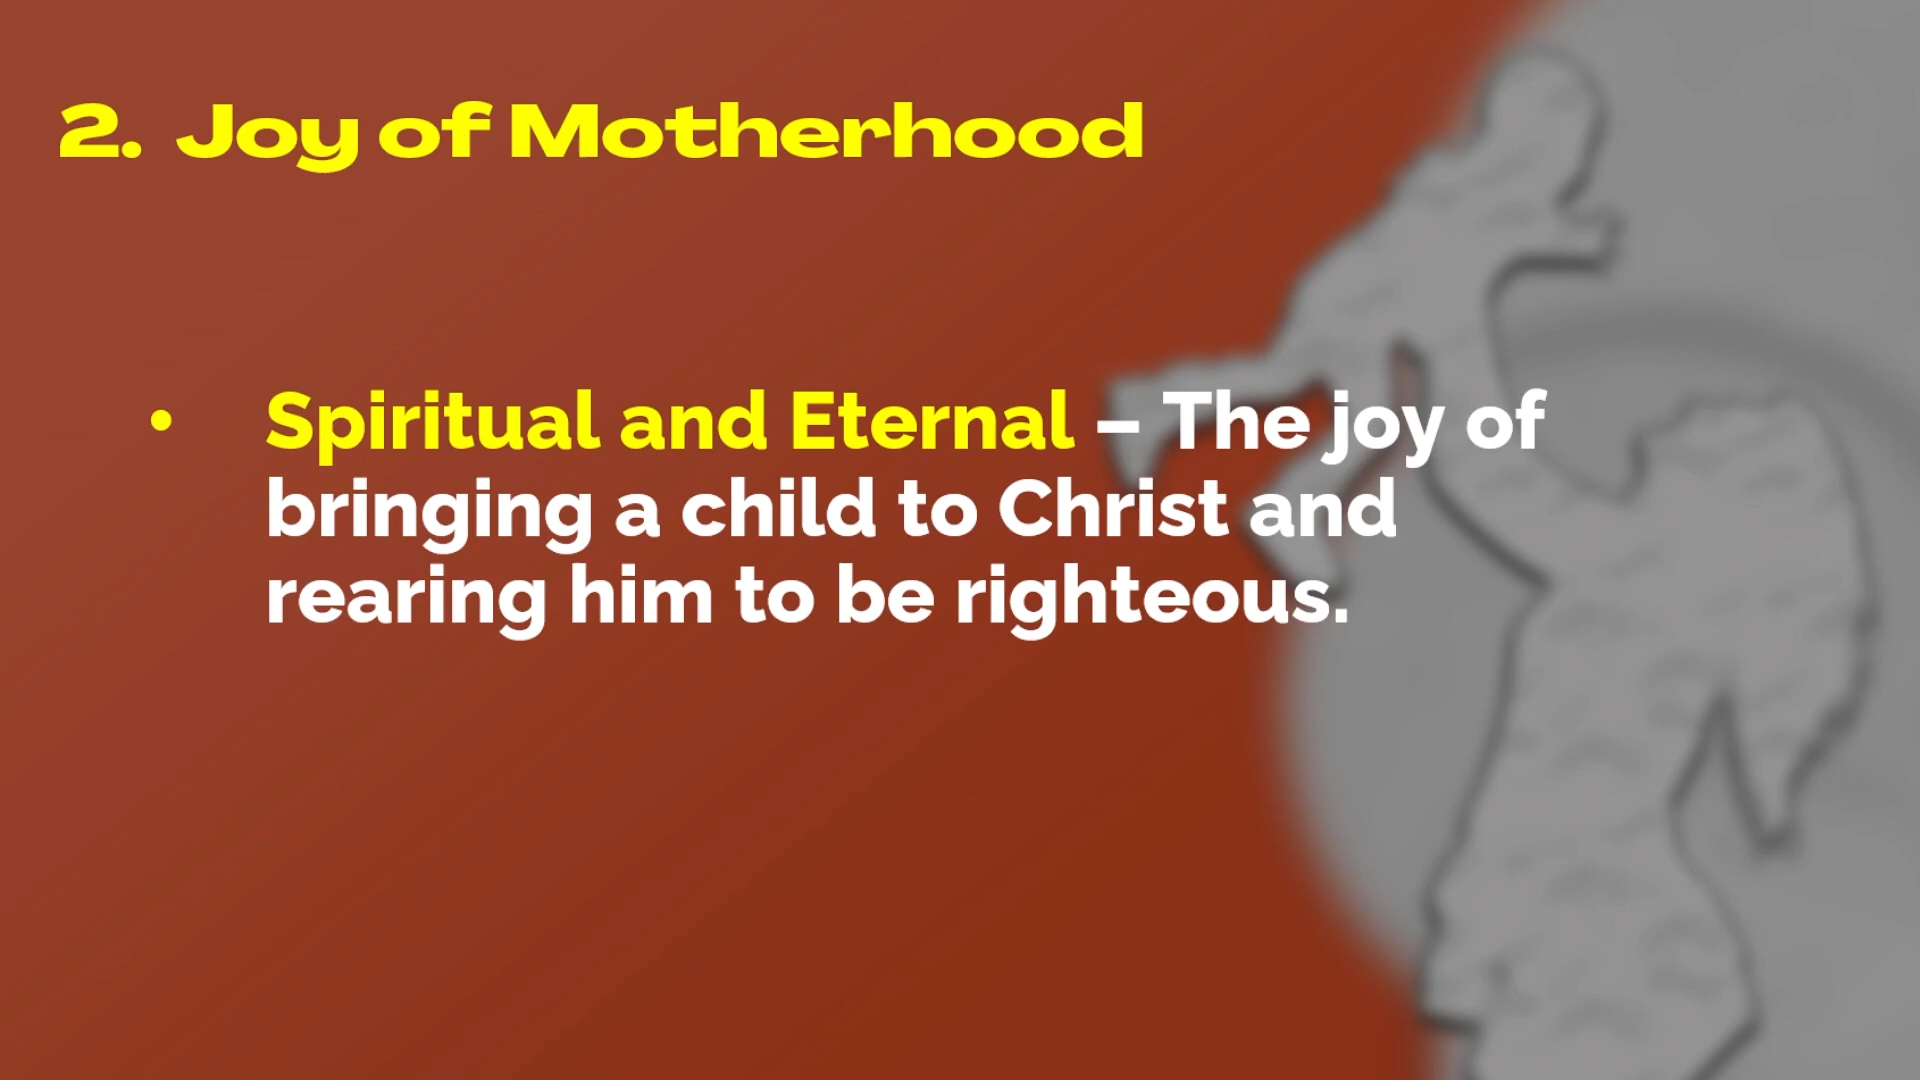 2. Joy of Motherhood
• Spiritual and Eternal – The joy of
bringing a child to Christ and
rearing him to be righteous.